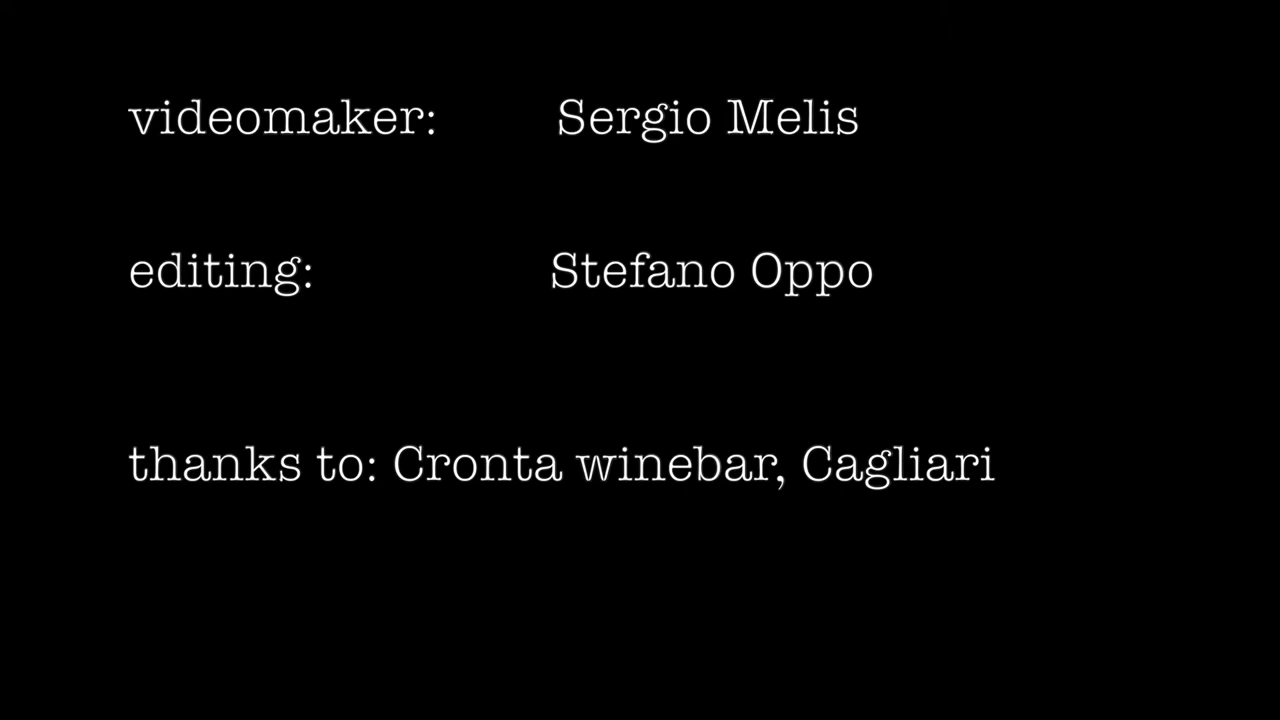 videomaker: Sergio Melis
editing: Stefano Oppo
thanks to: Cronta winebar, Cagliari